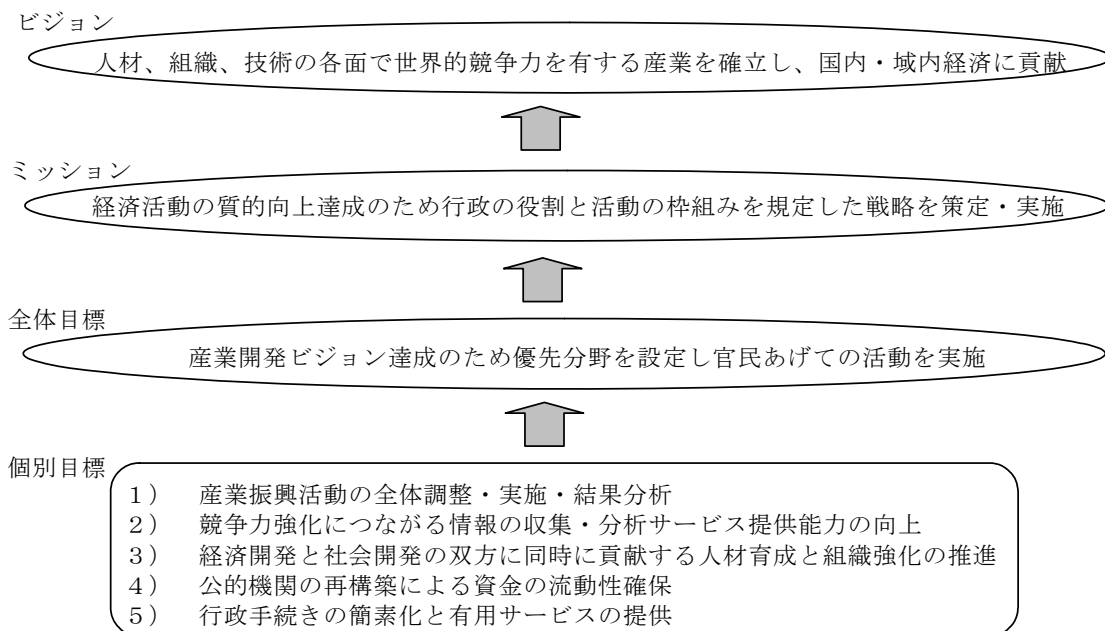 ビジョン
人材、組織、技術の各面で世界的競争力を有する産業を確立し、国内・域内経済に貢献
ミッション
経済活動の質的向上達成のため行政の役割と活動の枠組みを規定した戦略を策定・実施
全体目標
産業開発ビジョン達成のため優先分野を設定し官民あげての活動を実施
個別目標
1） 産業振興活動の全体調整・実施・結果分析
2） 競争力強化につながる情報の収集・分析サービス提供能力の向上
3） 経済開発と社会開発の双方に同時に貢献する人材育成と組織強化の推進
4） 公的機関の再構築による資金の流動性確保
5） 行政手続きの簡素化と有用サービスの提供